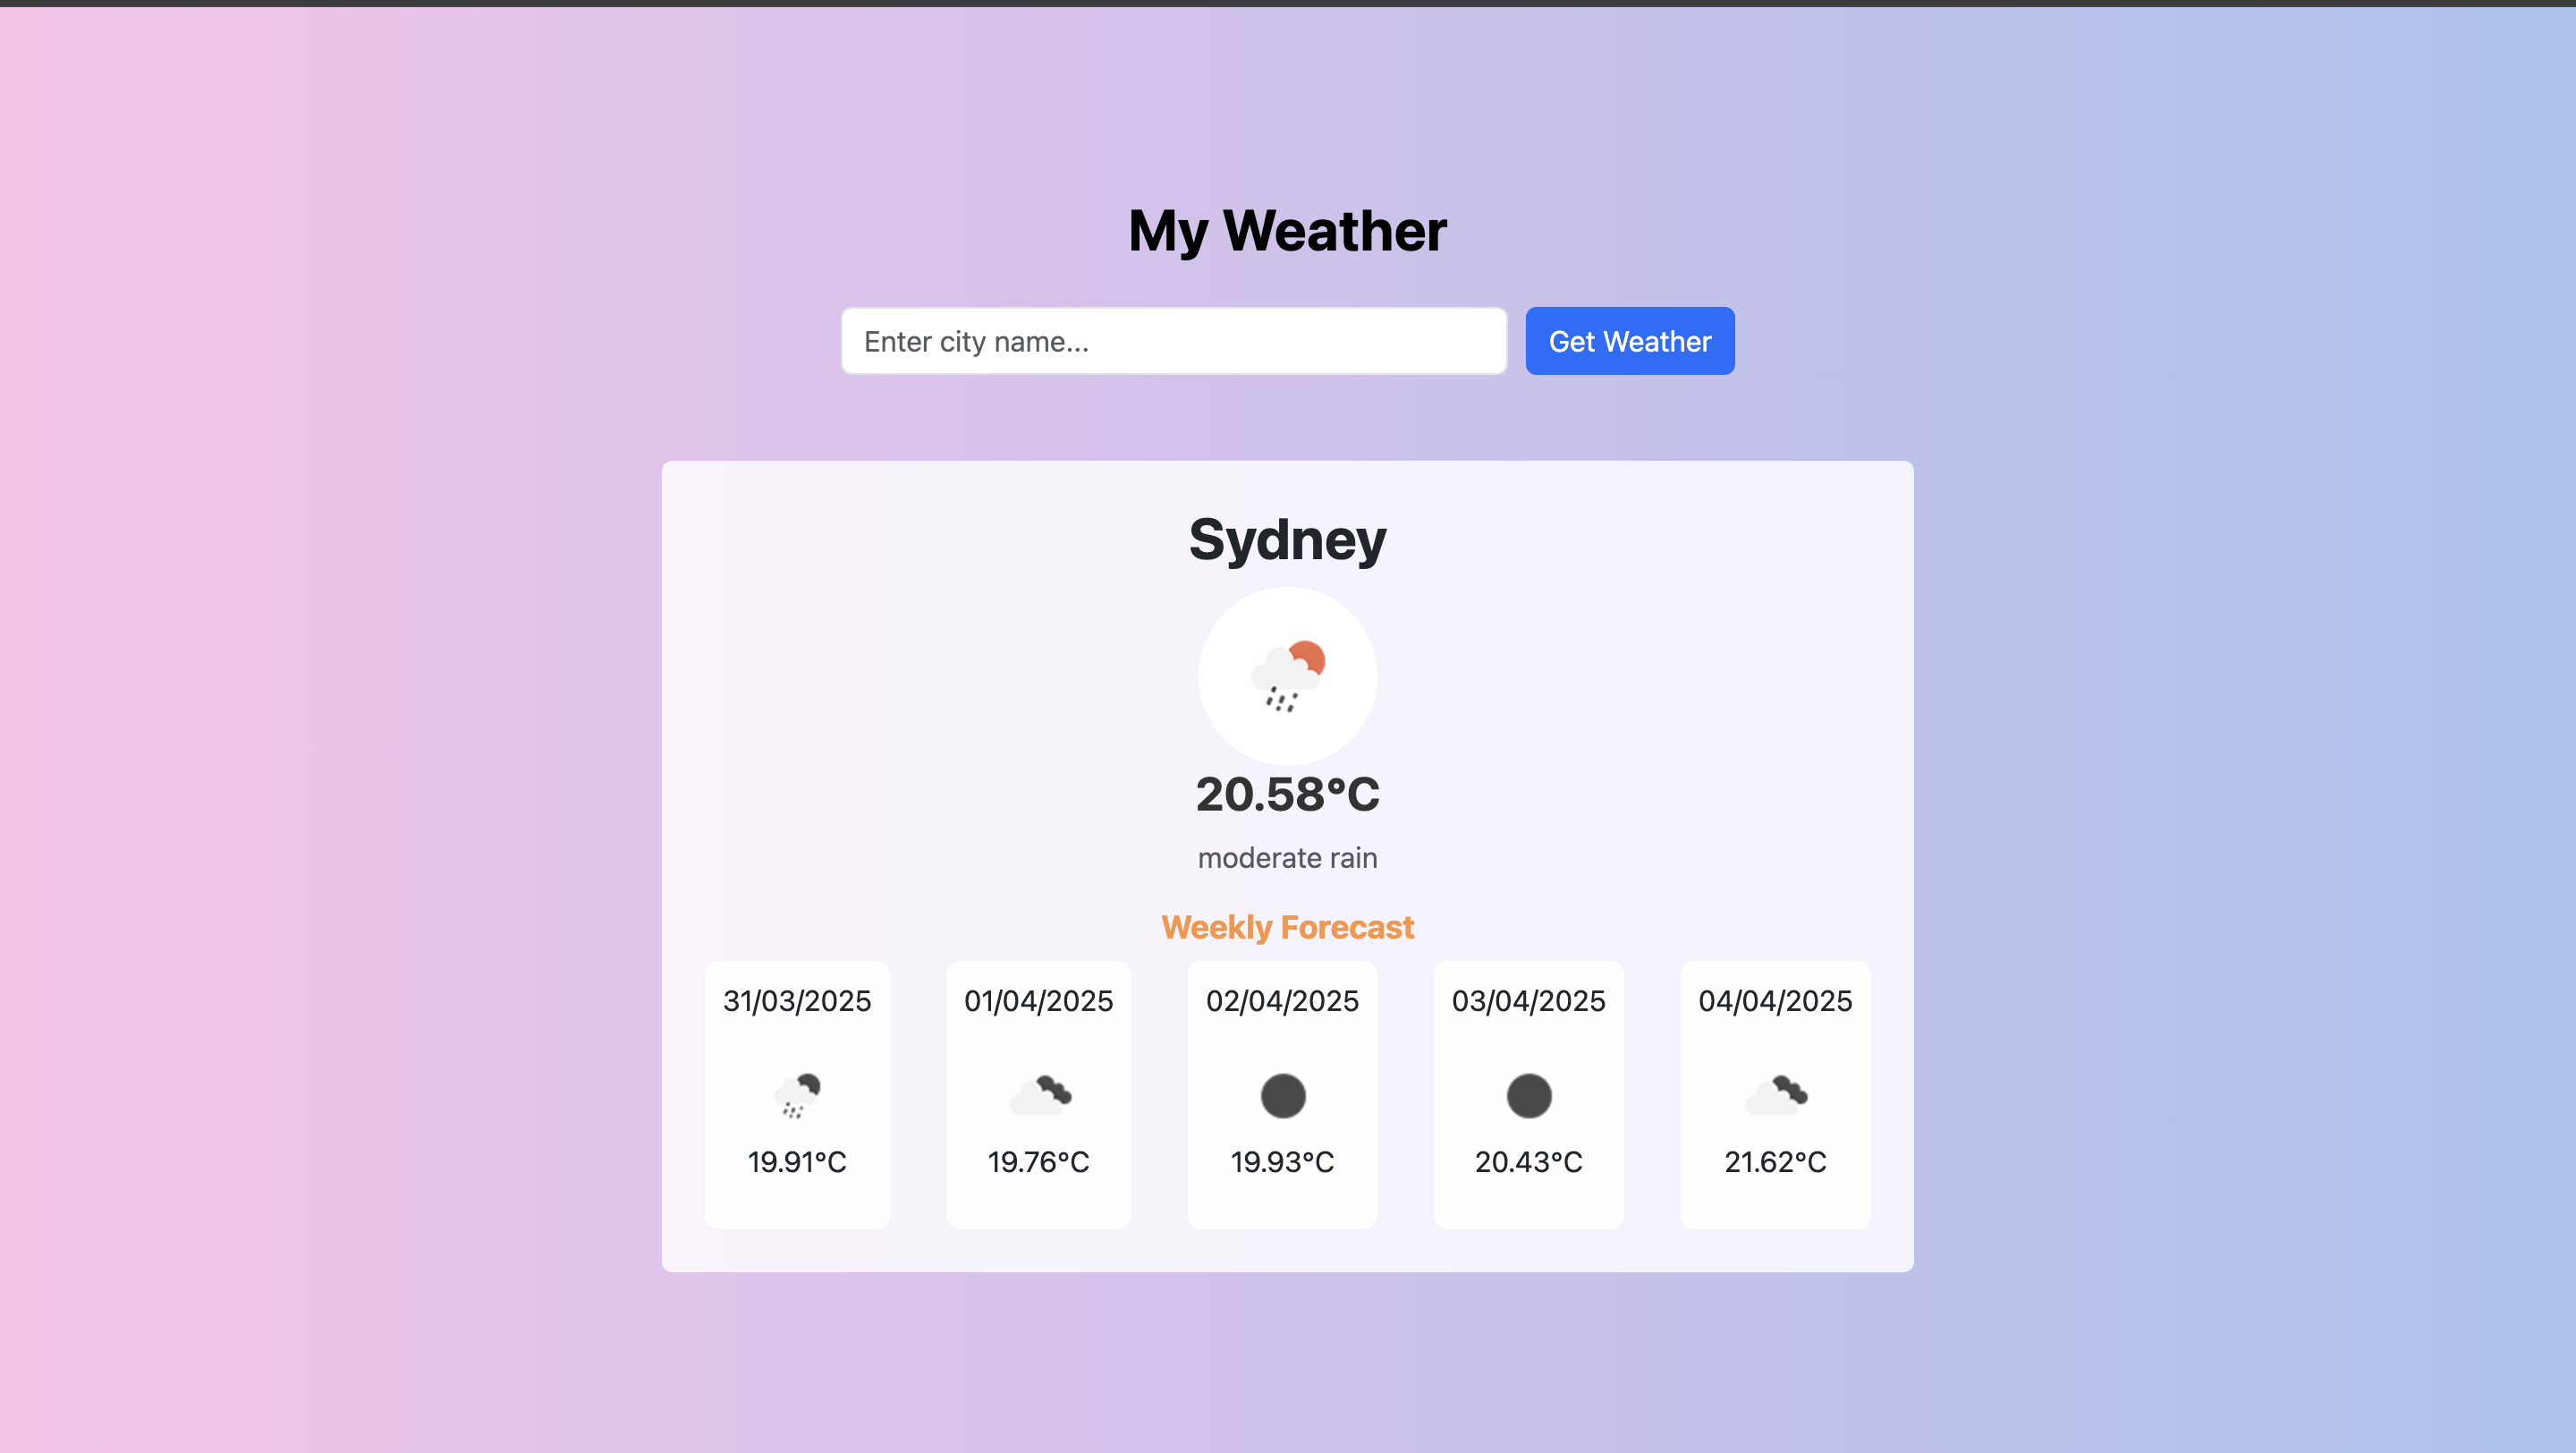 My Weather
Enter city name...
Get Weather
Sydney
20.58°C
moderate rain
Weekly Forecast
31/03/2025 01/04/2025 02/04/2025 03/04/2025 04/04/2025
19.91°C 19.76°C 19.93°C 20.43°C 21.62°C